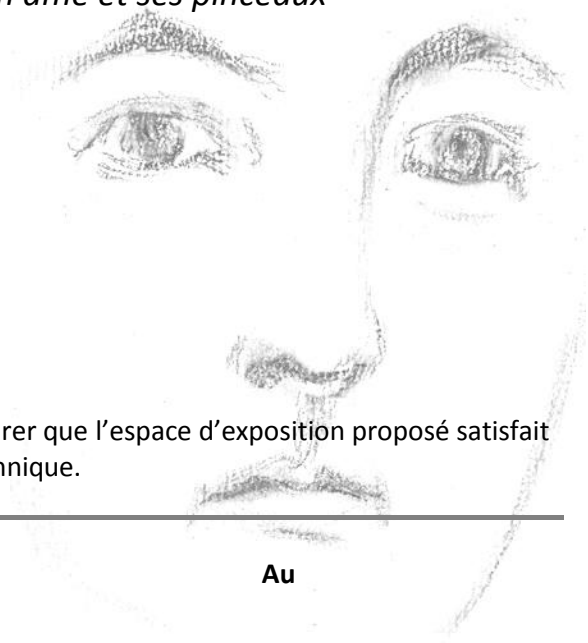 âme et ses pinceaux
rer que l’espace d’exposition proposé satisfait
nique.
Au